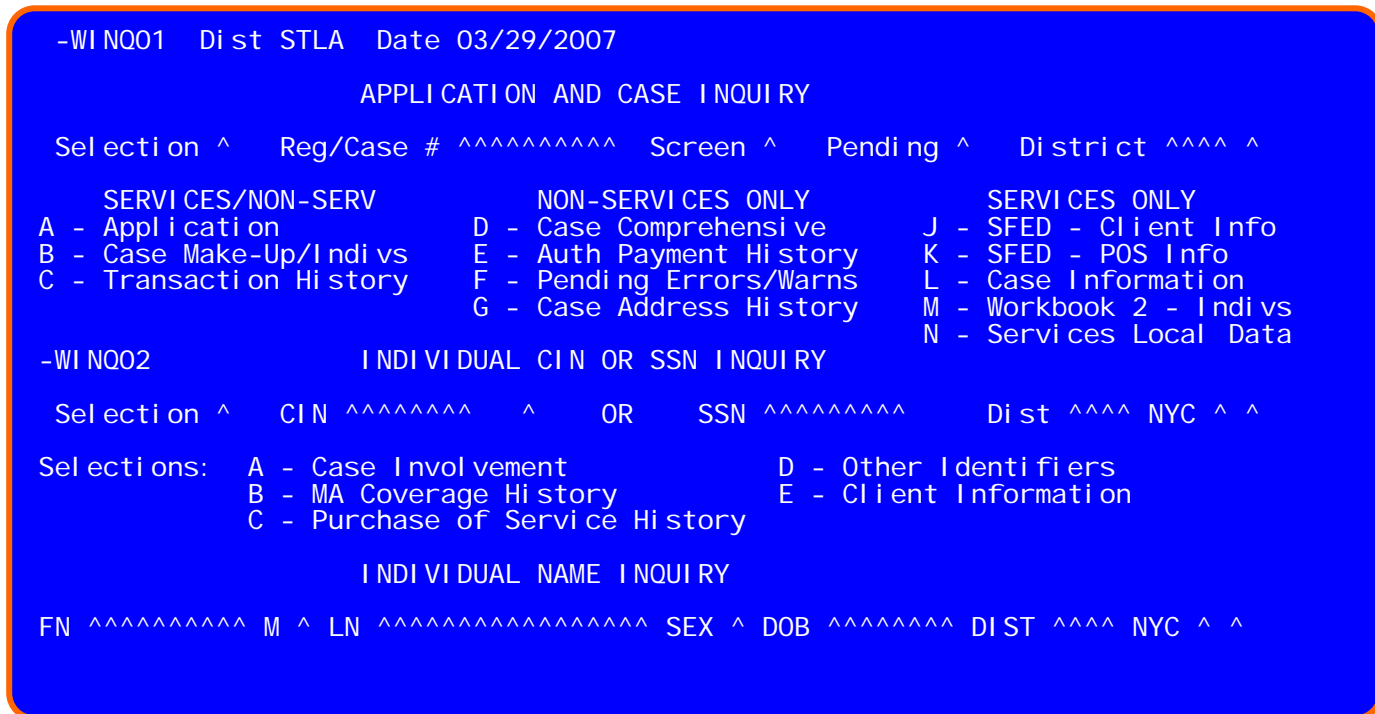 -WINQ01 Dist STLA Date 03/29/2007
APPLICATION AND CASE INQUIRY
Selection ^ Reg/Case # ^^^^^^^^^^ Screen ^ Pending ^ District ^^^^ ^
SERVICES/NON-SERV NON-SERVICES ONLY SERVICES ONLY
A - Application D - Case Comprehensive J - SFED - Client Info
B - Case Make-Up/Indivs E - Auth Payment History K - SFED - POS Info
C - Transaction History F - Pending Errors/Warns L - Case Information
G - Case Address History M - Workbook 2 - Indivs
N - Services Local Data
-WINQ02 INDIVIDUAL CIN OR SSN INQUIRY
Selection ^ CIN ^^^^^^^^ ^ OR SSN ^^^^^^^^^ Dist ^^^^ NYC ^ ^
Selections: A - Case Involvement D - Other Identifiers
B - MA Coverage History E - Client Information
C - Purchase of Service History
INDIVIDUAL NAME INQUIRY
FN ^^^^^^^^^^ M ^ LN ^^^^^^^^^^^^^^^^^ SEX ^ DOB ^^^^^^^^ DIST ^^^^ NYC ^ ^